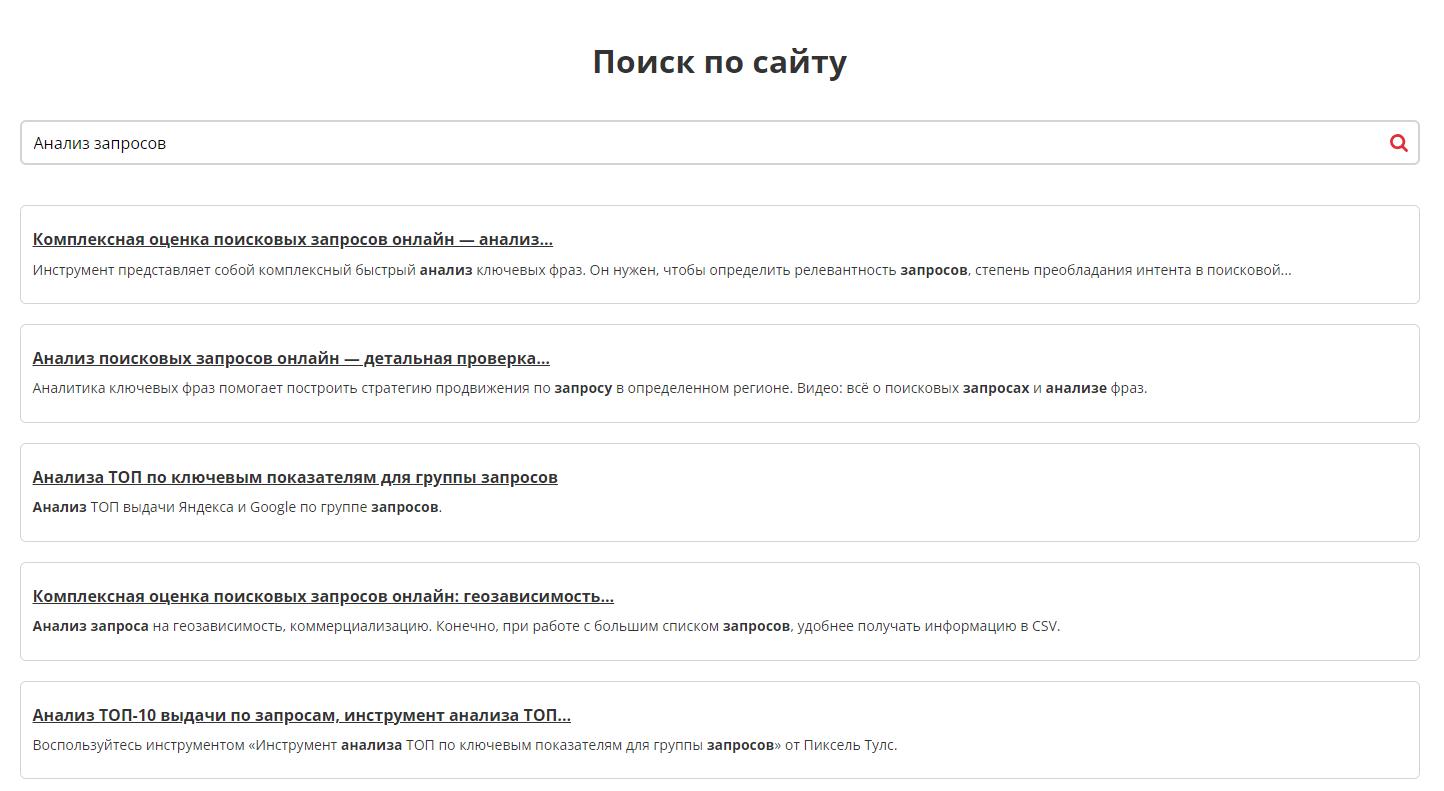 Поиск по сайту
Анализ запросов
Комплексная оценка поисковых запросов онлайн — анализ...
Инструмент представляет собой комплексный быстрый анализ ключевых фраз. Он нужен, чтобы определить релевантность запросов, степень преобладания интента в поисковой...
Анализ поисковых запросов онлайн — детальная проверка...
Аналитика ключевых фраз помогает построить стратегию продвижения по запросу в определенном регионе. Видео: всё о поисковых запросах и анализе фраз.
Анализа ТОП по ключевым показателям для группы запросов
Анализ ТОП выдачи Яндекса и Google по группе запросов.
Комплексная оценка поисковых запросов онлайн: геозависимость...
Анализ запроса на геозависимость, коммерциализацию. Конечно, при работе с большим списком запросов, удобнее получать информацию в CSV.
Анализ ТОП-10 выдачи по запросам, инструмент анализа ТОП...
Воспользуйтесь инструментом «Инструмент анализа ТОП по ключевым показателям для группы запросов» от Пиксель Тулс.